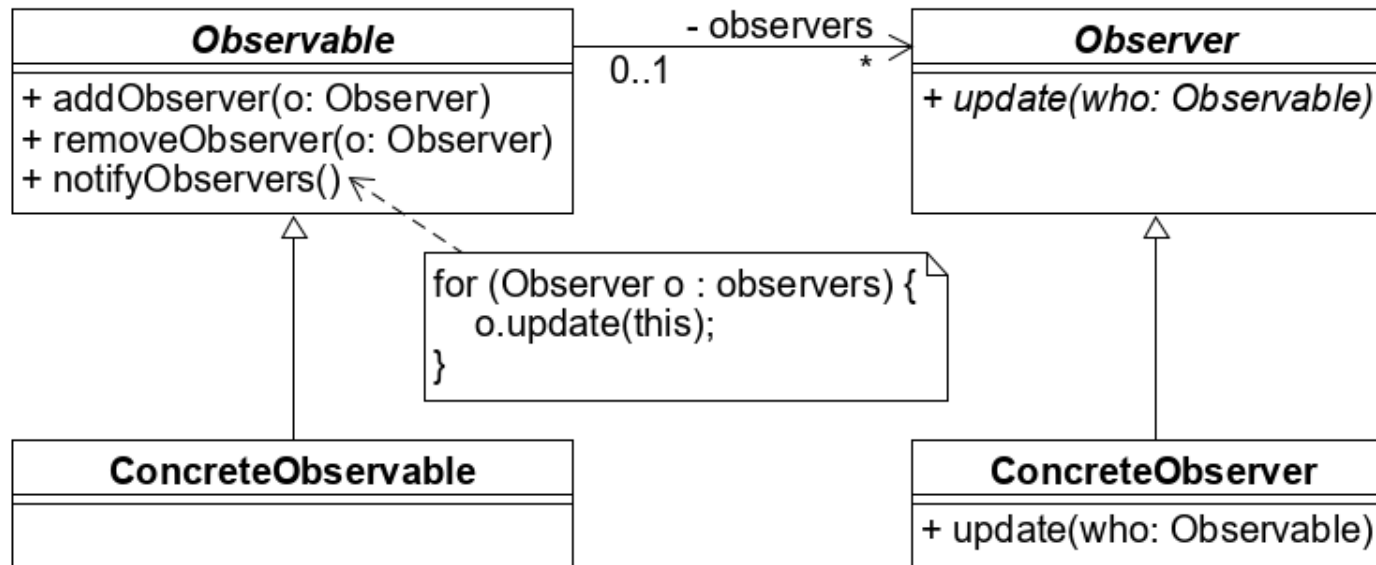 Observable
+ addObserver(o: Observer)
+ removeObserver(o: Observer)
+ notifyObservers()
- observers
0..1
*
Observer
+ update(who: Observable)
for (Observer o : observers) {
o.update(this);
}
ConcreteObservable
ConcreteObserver
+ update(who: Observable)